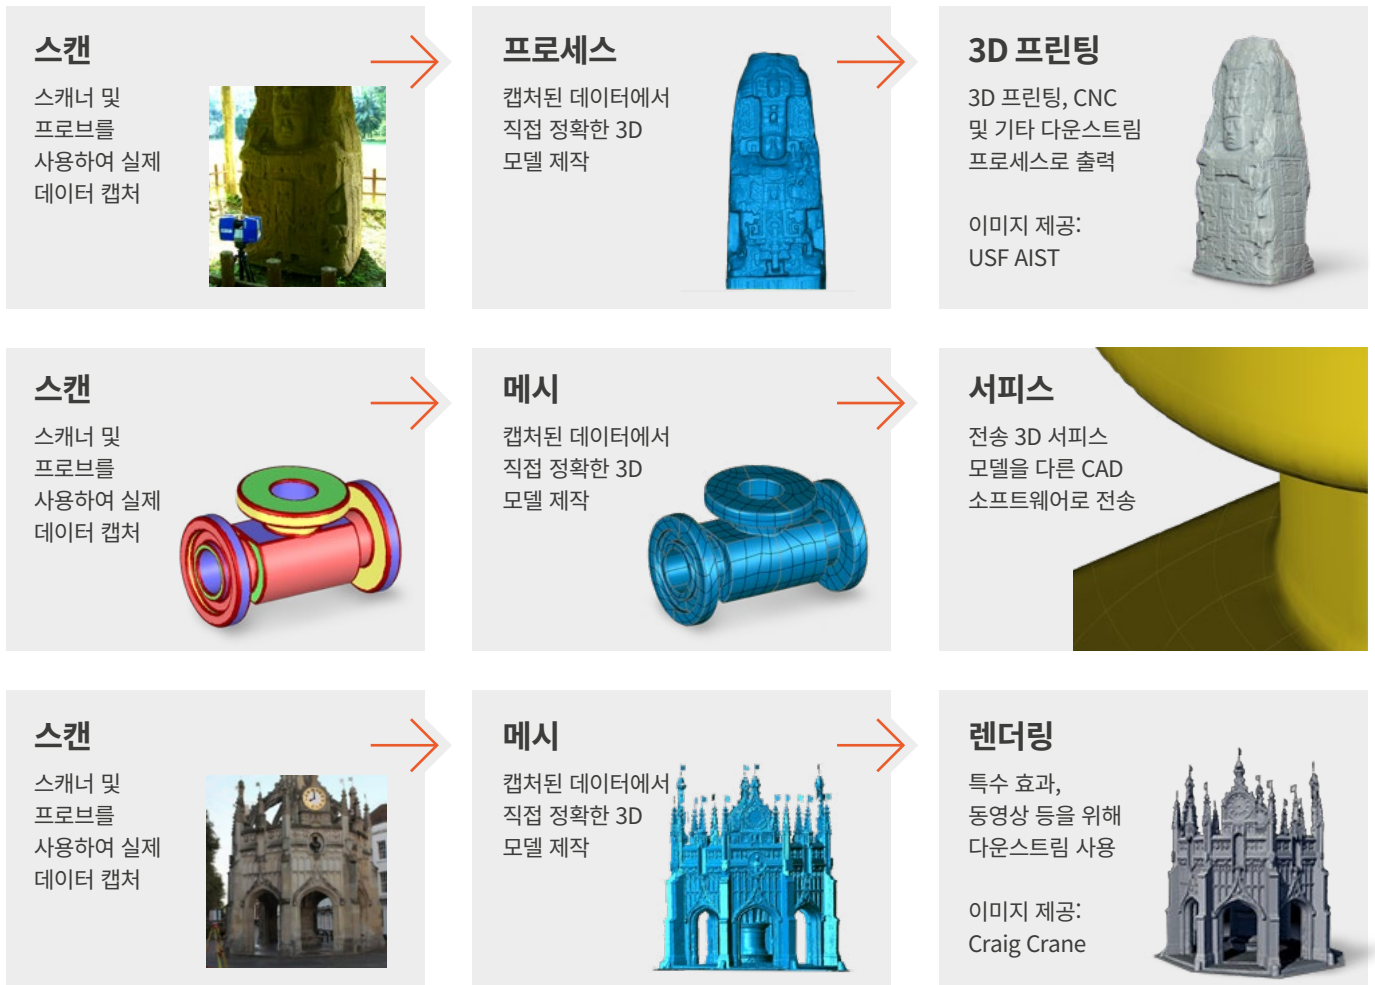 스캔
스캐너 및
프로브를
사용하여 실제
데이터 캡처
프로세스
캡처된 데이터에서
직접 정확한 3D
모델 제작
3D 프린팅
3D 프린팅, CNC
및 기타 다운스트림
프로세스로 출력
이미지 제공:
USF AIST
스캔
스캐너 및
프로브를
사용하여 실제
데이터 캡처
메시
캡처된 데이터에서
직접 정확한 3D
모델 제작
서피스
전송 3D 서피스
모델을 다른 CAD
소프트웨어로 전송
스캔
스캐너 및
프로브를
사용하여 실제
데이터 캡처
메시
캡처된 데이터에서
직접 정확한 3D
모델 제작
렌더링
특수 효과,
동영상 등을 위해
다운스트림 사용
이미지 제공:
Craig Crane